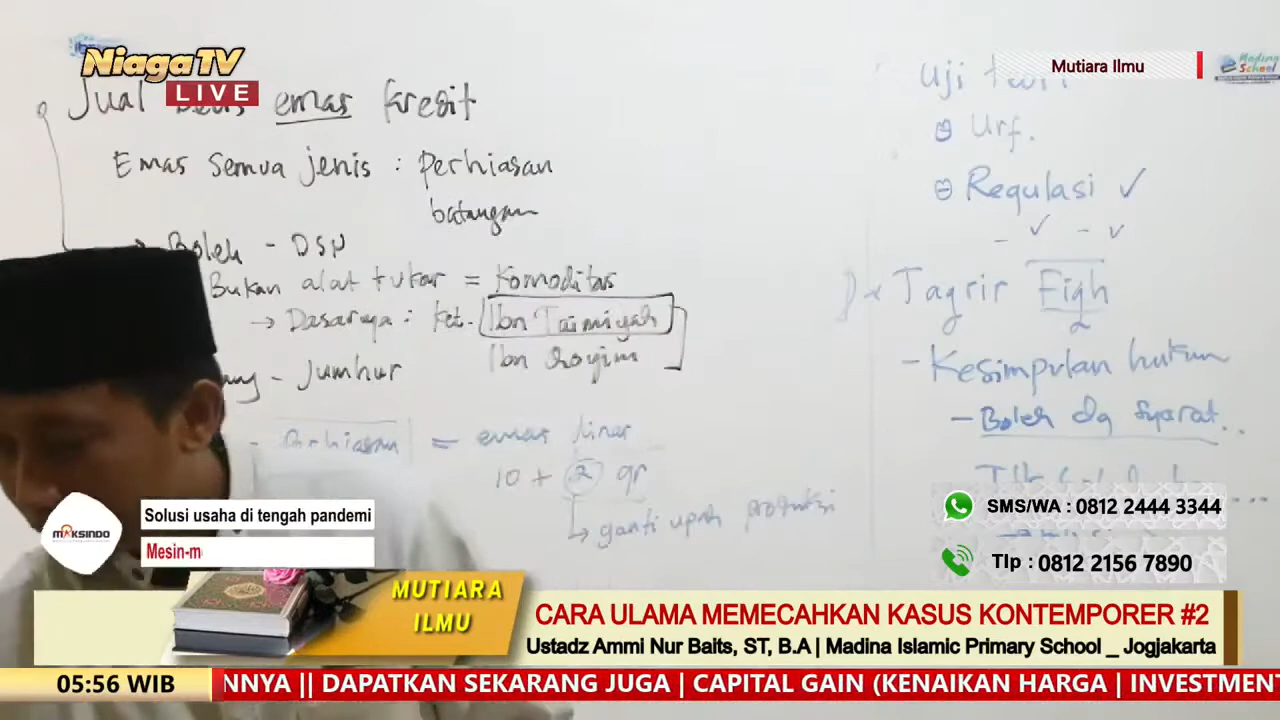 NiagaTV
LIVE
Mutiara Ilmu
Madina
School
Jual emas kredit
Emas semua jenis : perhiasan
batangan
Boleh - DSN
Bukan alat tukar = Komoditas
→ Dasarnya : ket. Ibn Taimiyah
Ibn Qoyim
- Jumhur
- Perhiasan = emas
10 + 2 gr
ganti upah produksi
Uji
Urf.
Regulasi ✓
- ✓ - ✓
Fiqh
- Kesimpulan hukum
- Boleh dg syarat..
SMS/WA : 0812 2444 3344
Tlp : 0812 2156 7890
Solusi usaha di tengah pandemi
MAKSINDO
Mesin-m
MUTIARA
ILMU
CARA ULAMA MEMECAHKAN KASUS KONTEMPORER #2
Ustadz Ammi Nur Baits, ST, B.A | Madina Islamic Primary School _ Jogjakarta
05:56 WIB NNYA || DAPATKAN SEKARANG JUGA | CAPITAL GAIN (KENAIKAN HARGA | INVESTMENT